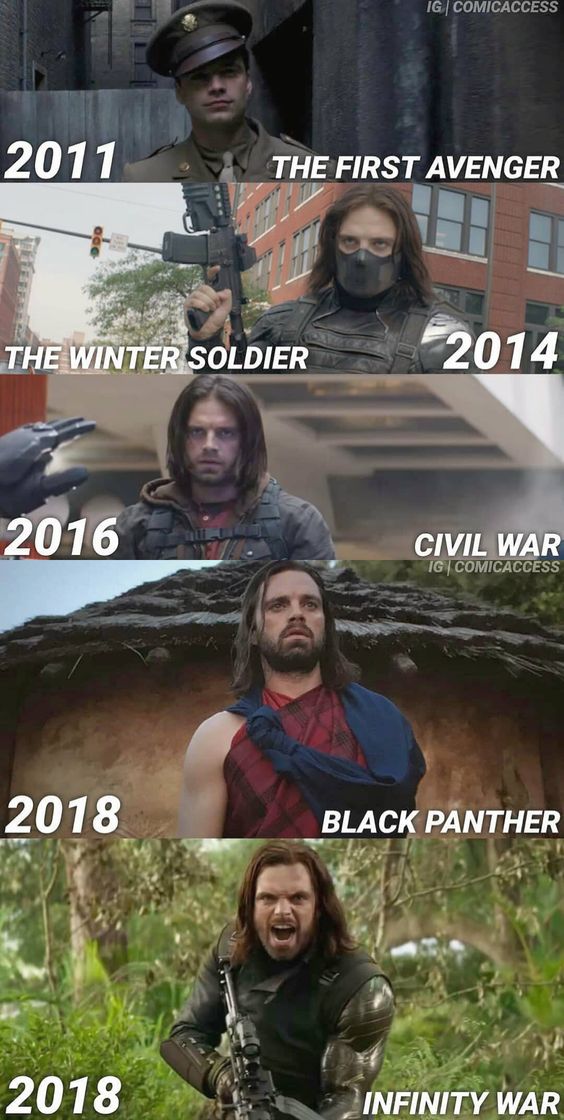 IG | COMICACCESS
2011
THE FIRST AVENGER
THE WINTER SOLDIER
2014
2016
CIVIL WAR
IG | COMICACCESS
2018
BLACK PANTHER
2018
INFINITY WAR